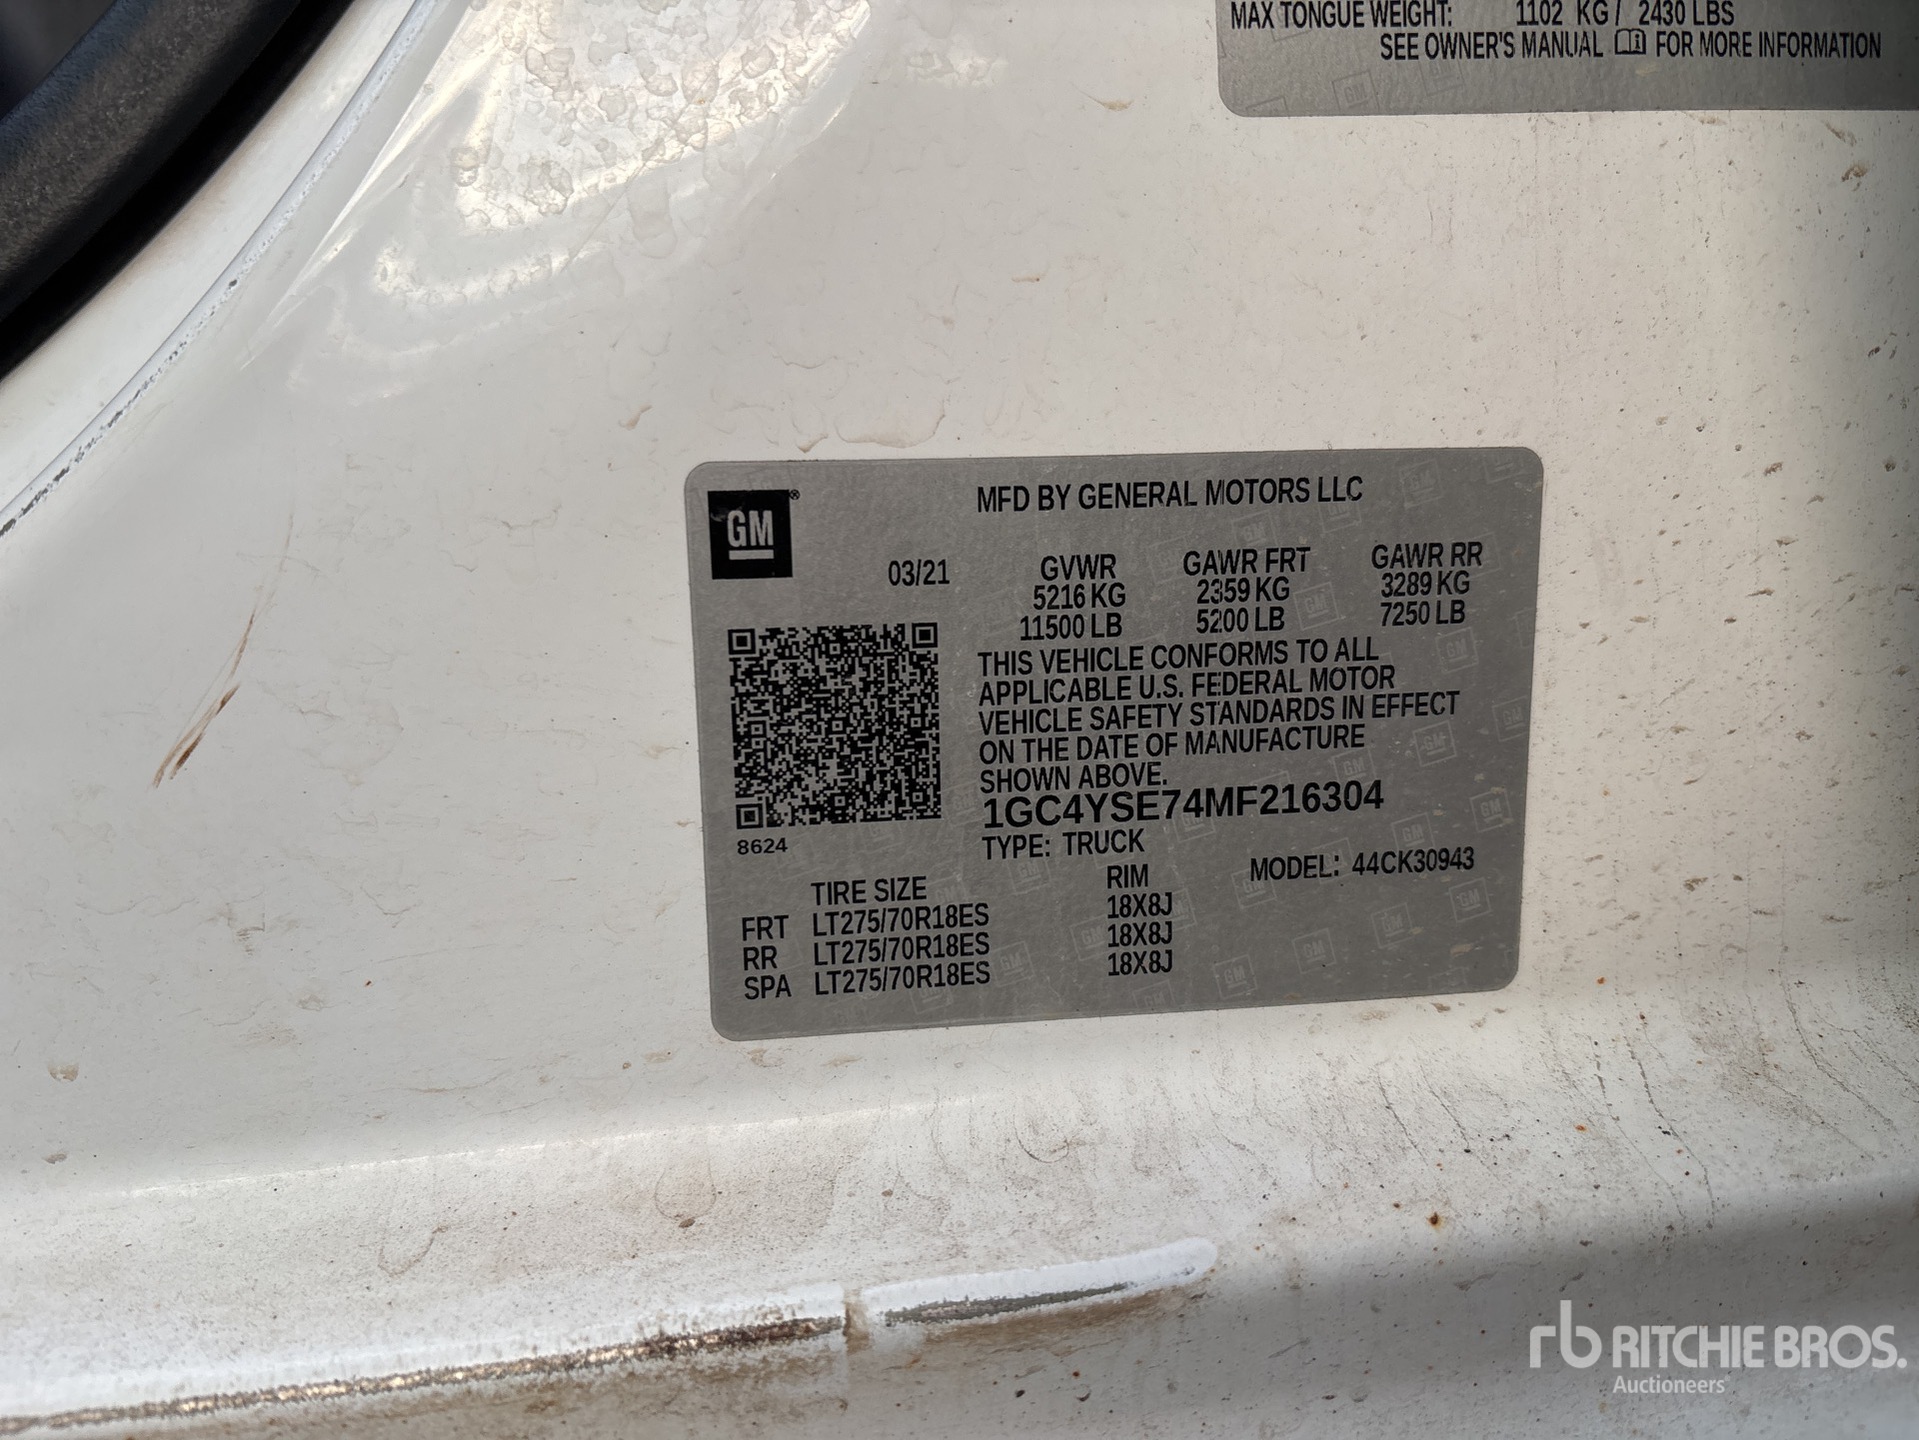 MAX TONGUE WEIGHT: 1102 KG / 2430 LBS
SEE OWNER'S MANUAL FOR MORE INFORMATION
GM®
MFD BY GENERAL MOTORS LLC
03/21 GVWR GAWR FRT GAWR RR
5216 KG 2359 KG 3289 KG
11500 LB 5200 LB 7250 LB
THIS VEHICLE CONFORMS TO ALL
APPLICABLE U.S. FEDERAL MOTOR
VEHICLE SAFETY STANDARDS IN EFFECT
ON THE DATE OF MANUFACTURE
SHOWN ABOVE.
1GC4YSE74MF216304
8624
TYPE: TRUCK
MODEL: 44CK30943
TIRE SIZE RIM
FRT LT275/70R18ES 18X8J
RR LT275/70R18ES 18X8J
SPA LT275/70R18ES 18X8J
rb RITCHIE BROS.
Auctioneers